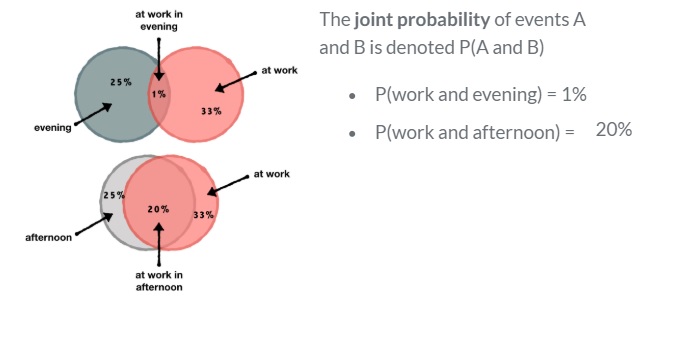 at work in
evening
25%
1%
at work
33%
evening
at work
25%
20%
33%
afternoon
at work in
afternoon
The joint probability of events A
and B is denoted P(A and B)
• P(work and evening) = 1%
• P(work and afternoon) = 20%